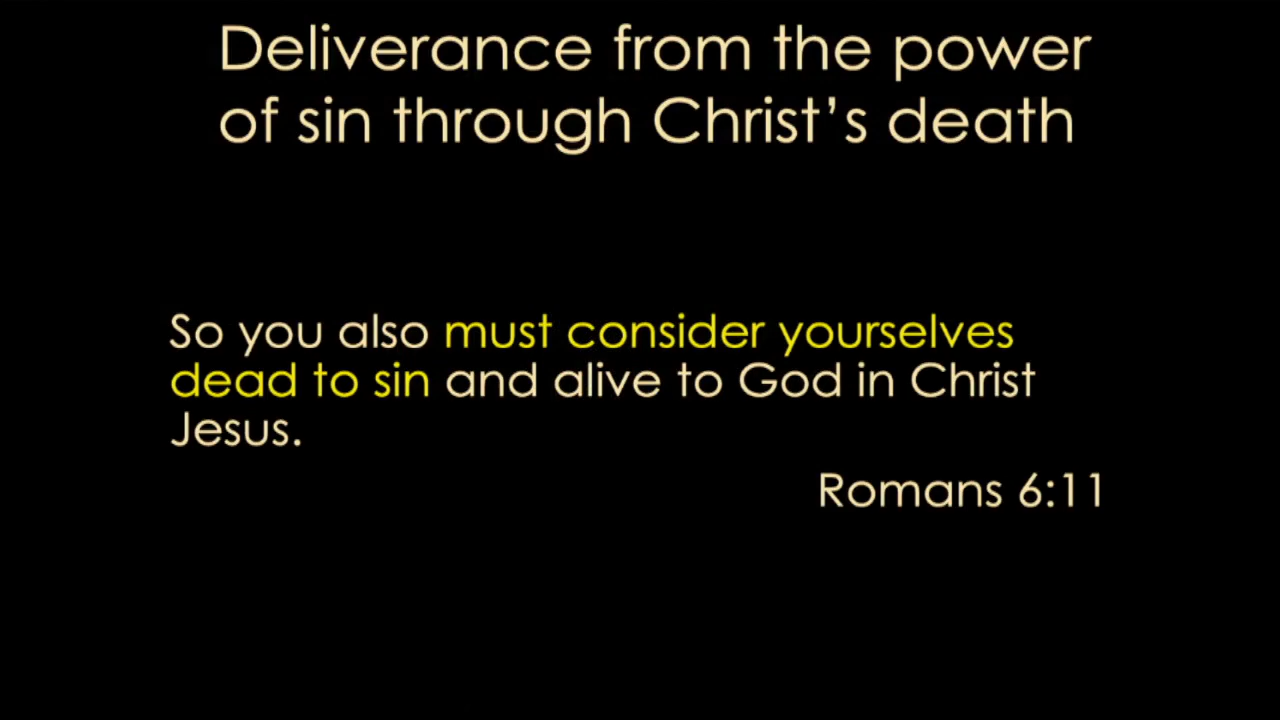 Deliverance from the power
of sin through Christ’s death
So you also must consider yourselves
dead to sin and alive to God in Christ
Jesus.
Romans 6:11